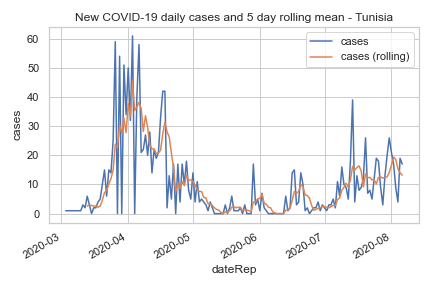 New COVID-19 daily cases and 5 day rolling mean - Tunisia
cases
cases (rolling)
cases
60
50
40
30
20
10
0
2020-03
2020-04
2020-05
2020-06
2020-07
2020-08
dateRep